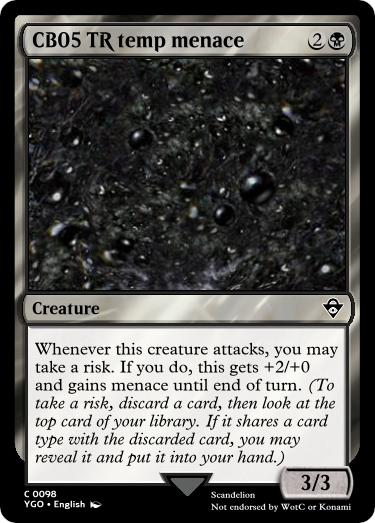 CB05 TR temp menace 2
Creature
Whenever this creature attacks, you may
take a risk. If you do, this gets +2/+0
and gains menace until end of turn. (To
take a risk, discard a card, then look at the
top card of your library. If it shares a card
type with the discarded card, you may
reveal it and put it into your hand.)
3/3
C 0098
YGO • English
Scandelion
Not endorsed by WotC or Konami